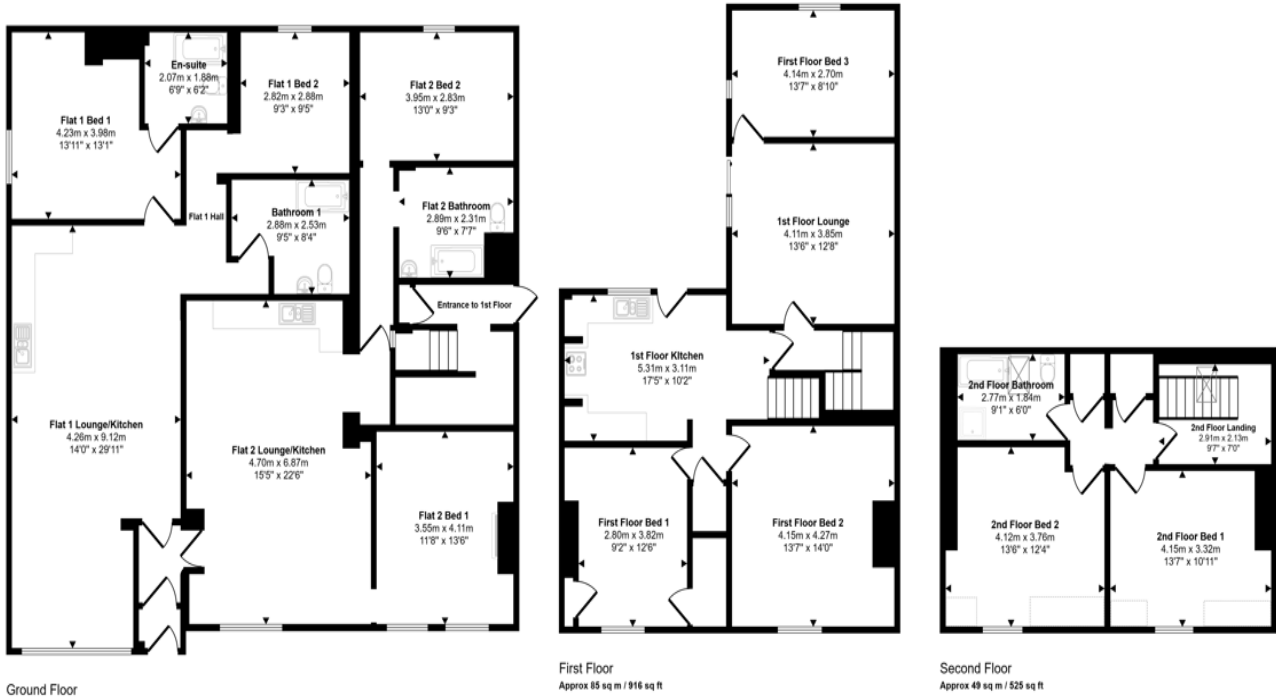 Flat 1 Bed 1
4.23m x 3.98m
13'11" x 13'1"
En-suite
2.07m x 1.88m
6'9" x 6'2"
Flat 1 Bed 2
2.82m x 2.88m
9'3" x 9'5"
Flat 2 Bed 2
3.95m x 2.83m
13'0" x 9'3"
Flat 1 Hall
Bathroom 1
2.88m x 2.53m
9'5" x 8'4"
Flat 2 Bathroom
2.89m x 2.31m
9'6" x 7'7"
Entrance to 1st Floor
Flat 1 Lounge/Kitchen
4.26m x 9.12m
14'0" x 29'11"
Flat 2 Lounge/Kitchen
4.70m x 6.87m
15'5" x 22'6"
Flat 2 Bed 1
3.55m x 4.11m
11'8" x 13'6"
Ground Floor
First Floor Bed 3
4.14m x 2.70m
13'7" x 8'10"
1st Floor Lounge
4.11m x 3.85m
13'6" x 12'8"
1st Floor Kitchen
5.31m x 3.11m
17'5" x 10'2"
First Floor Bed 1
2.80m x 3.82m
9'2" x 12'6"
First Floor Bed 2
4.15m x 4.27m
13'7" x 14'0"
First Floor
Approx 85 sq m / 916 sq ft
2nd Floor Bathroom
2.77m x 1.84m
9'1" x 6'0"
2nd Floor Landing
2.91m x 2.13m
9'7" x 7'0"
2nd Floor Bed 2
4.12m x 3.76m
13'6" x 12'4"
2nd Floor Bed 1
4.15m x 3.32m
13'7" x 10'11"
Second Floor
Approx 49 sq m / 525 sq ft